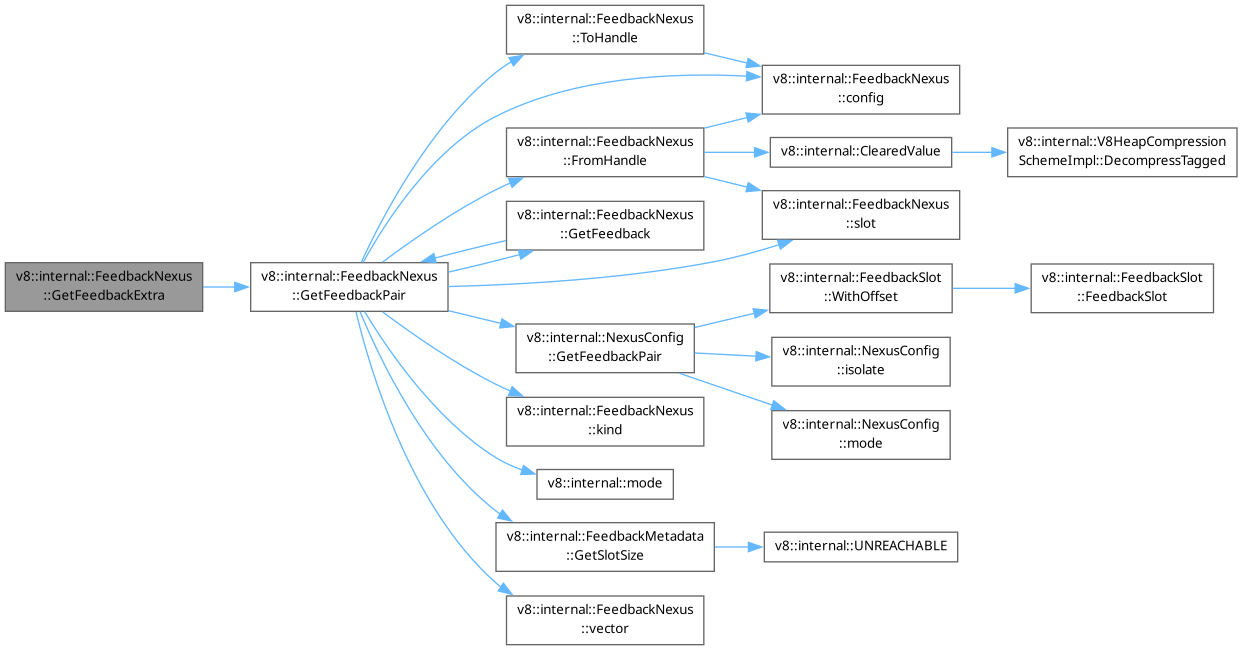 v8::internal::FeedbackNexus
::GetFeedbackExtra
v8::internal::FeedbackNexus
::GetFeedbackPair
v8::internal::FeedbackNexus
::ToHandle
v8::internal::FeedbackNexus
::config
v8::internal::FeedbackNexus
::FromHandle
v8::internal::ClearedValue
v8::internal::V8HeapCompression
SchemeImpl::DecompressTagged
v8::internal::FeedbackNexus
::slot
v8::internal::FeedbackNexus
::GetFeedback
v8::internal::NexusConfig
::GetFeedbackPair
v8::internal::FeedbackSlot
::WithOffset
v8::internal::FeedbackSlot
::FeedbackSlot
v8::internal::NexusConfig
::isolate
v8::internal::NexusConfig
::mode
v8::internal::FeedbackNexus
::kind
v8::internal::mode
v8::internal::FeedbackMetadata
::GetSlotSize
v8::internal::UNREACHABLE
v8::internal::FeedbackNexus
::vector